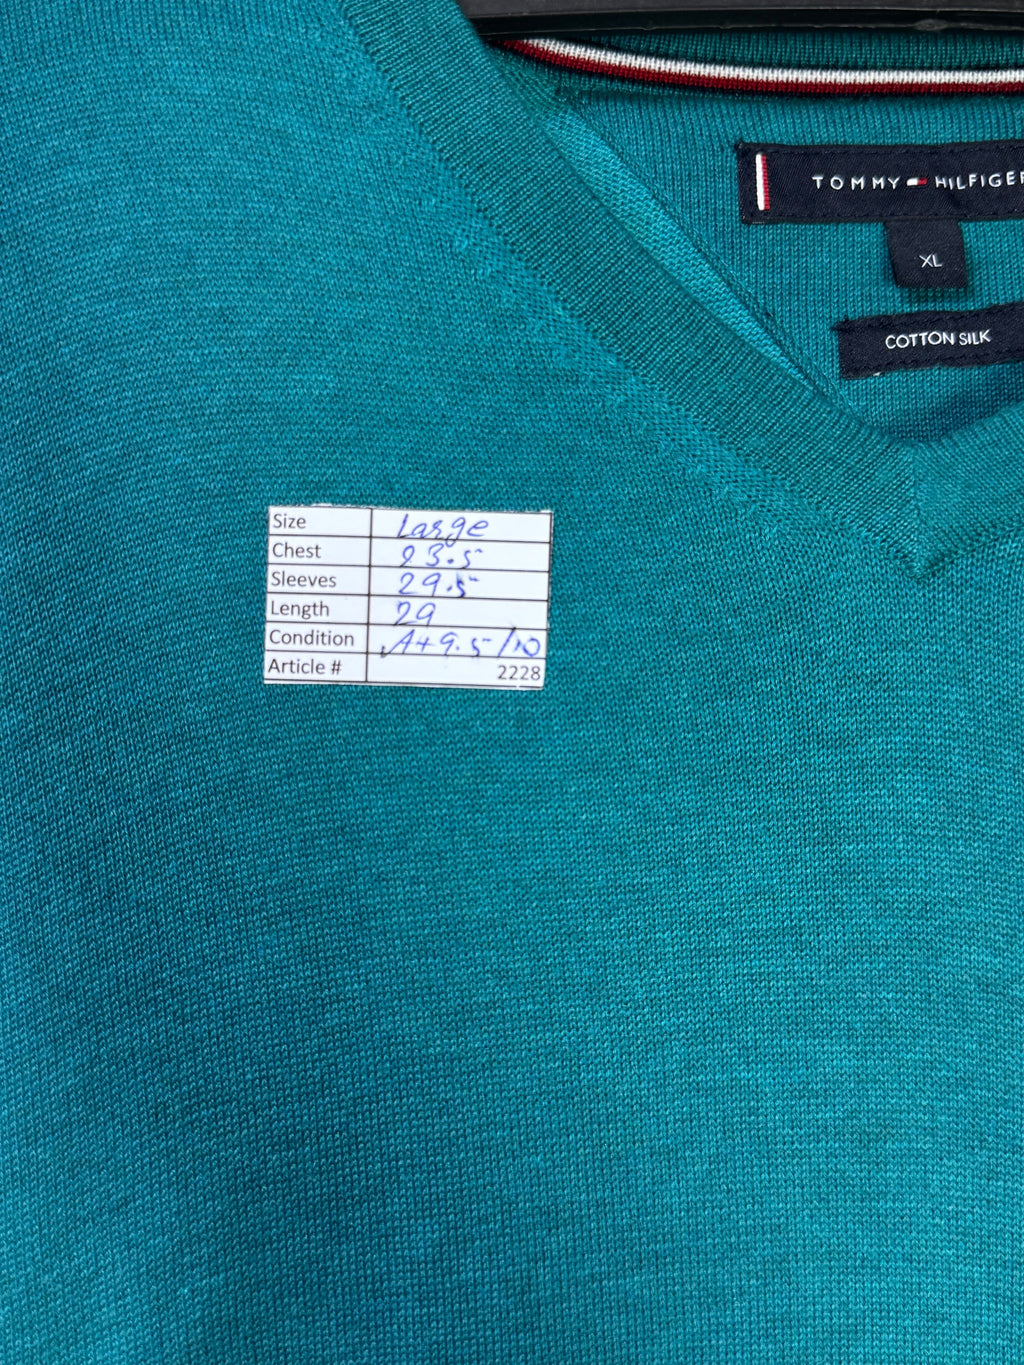 TOMMY HILFIGER
XL
COTTON SILK
Size Large
Chest 23.5
Sleeves 29.5
Length 29
Condition A+ 9.5/10
Article # 2228